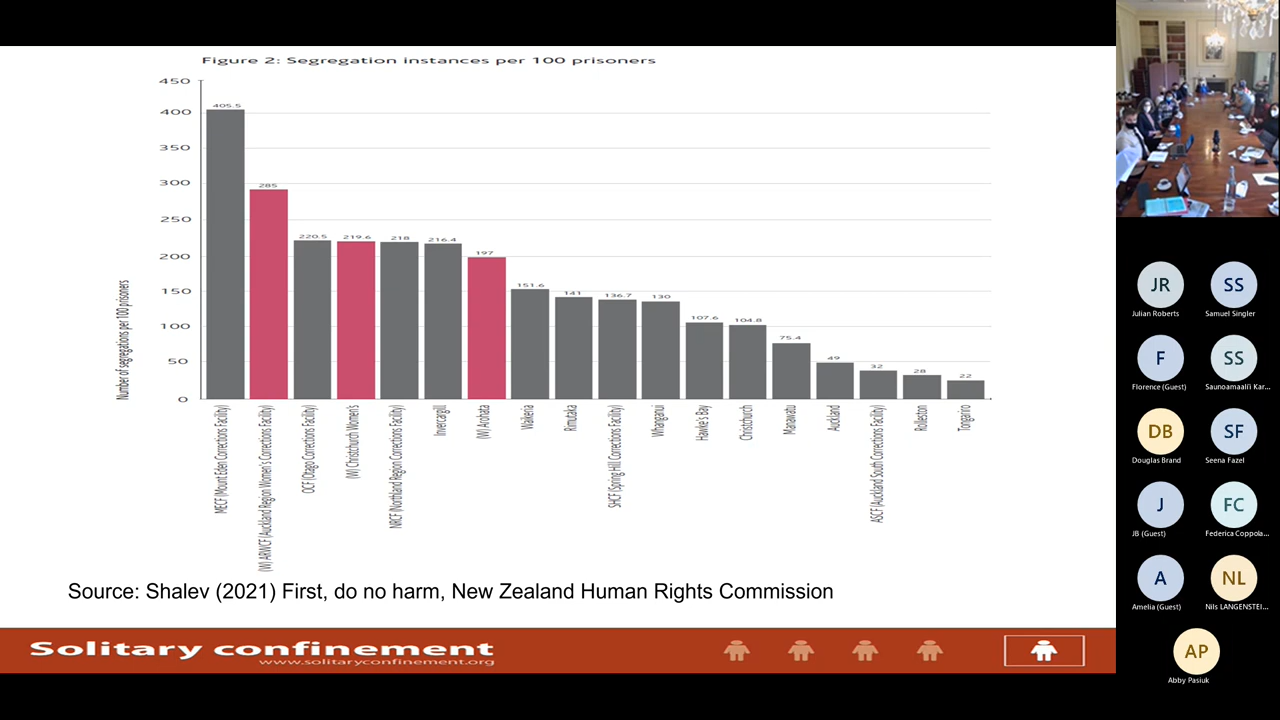 Figure 2: Segregation instances per 100 prisoners
Number of segregations per 100 prisoners
450
400
350
300
250
200
150
100
50
0
405.5
285
220.5
219.6
218
216.4
197
151.6
141
136.7
130
107.6
104.8
75.4
49
32
28
22
MECF (Mount Eden Corrections Facility)
(W) ARWCF (Auckland Region Women's Corrections Facility)
OCF (Otago Corrections Facility)
(W) Christchurch Women's
NRCF (Northland Region Corrections Facility)
Invercargill
(W) Arohata
Waikeria
Rimutaka
SHCF (Spring Hill Corrections Facility)
Whanganui
Hawke's Bay
Christchurch
Manawatu
Auckland
ASCF (Auckland South Corrections Facility)
Rolleston
Tongariro
Source: Shalev (2021) First, do no harm, New Zealand Human Rights Commission
Solitary confinement
www.solitaryconfinement.org
JR
Julian Roberts
SS
Samuel Singler
F
Florence (Guest)
SS
Saunoamaali'i Kar...
DB
Douglas Brand
SF
Seena Fazel
J
JB (Guest)
FC
Federica Coppola...
A
Amelia (Guest)
NL
Nils LANGENSTEI...
AP
Abby Pasiuk